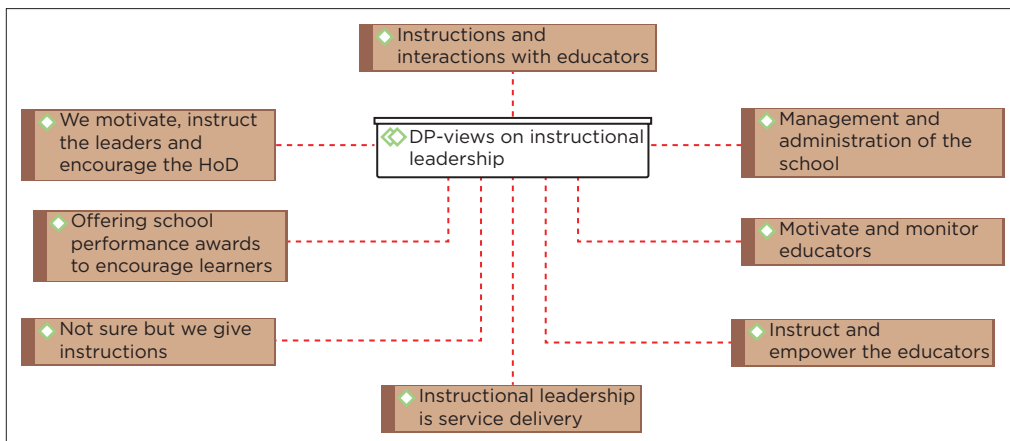 Instructions and
interactions with educators
We motivate, instruct
the leaders and
encourage the HoD
DP-views on instructional
leadership
Management and
administration of the
school
Offering school
performance awards
to encourage learners
Motivate and monitor
educators
Not sure but we give
instructions
Instruct and
empower the educators
Instructional leadership
is service delivery